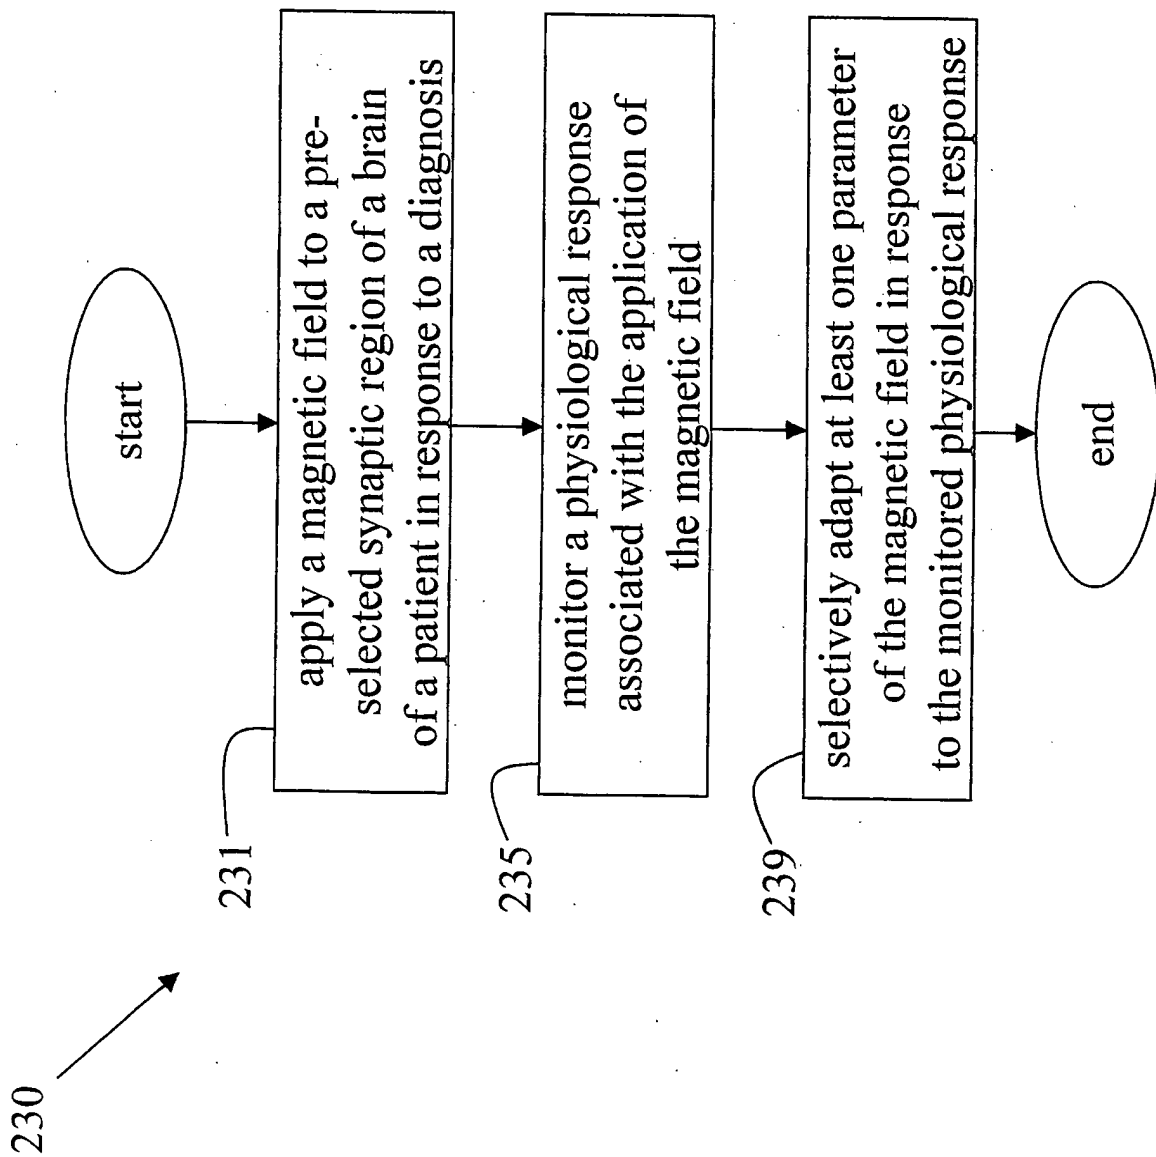 230
start
231
apply a magnetic field to a pre-
selected synaptic region of a brain
of a patient in response to a diagnosis
235
monitor a physiological response
associated with the application of
the magnetic field
239
selectively adapt at least one parameter
of the magnetic field in response
to the monitored physiological response
end